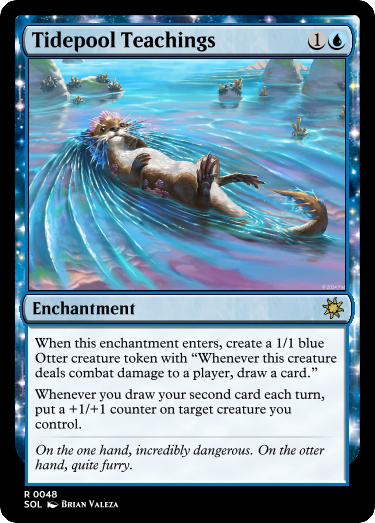 Tidepool Teachings 1
Enchantment
When this enchantment enters, create a 1/1 blue
Otter creature token with “Whenever this creature
deals combat damage to a player, draw a card.”
Whenever you draw your second card each turn,
put a +1/+1 counter on target creature you
control.
On the one hand, incredibly dangerous. On the otter
hand, quite furry.
R 0048
SOL BRIAN VALEZA